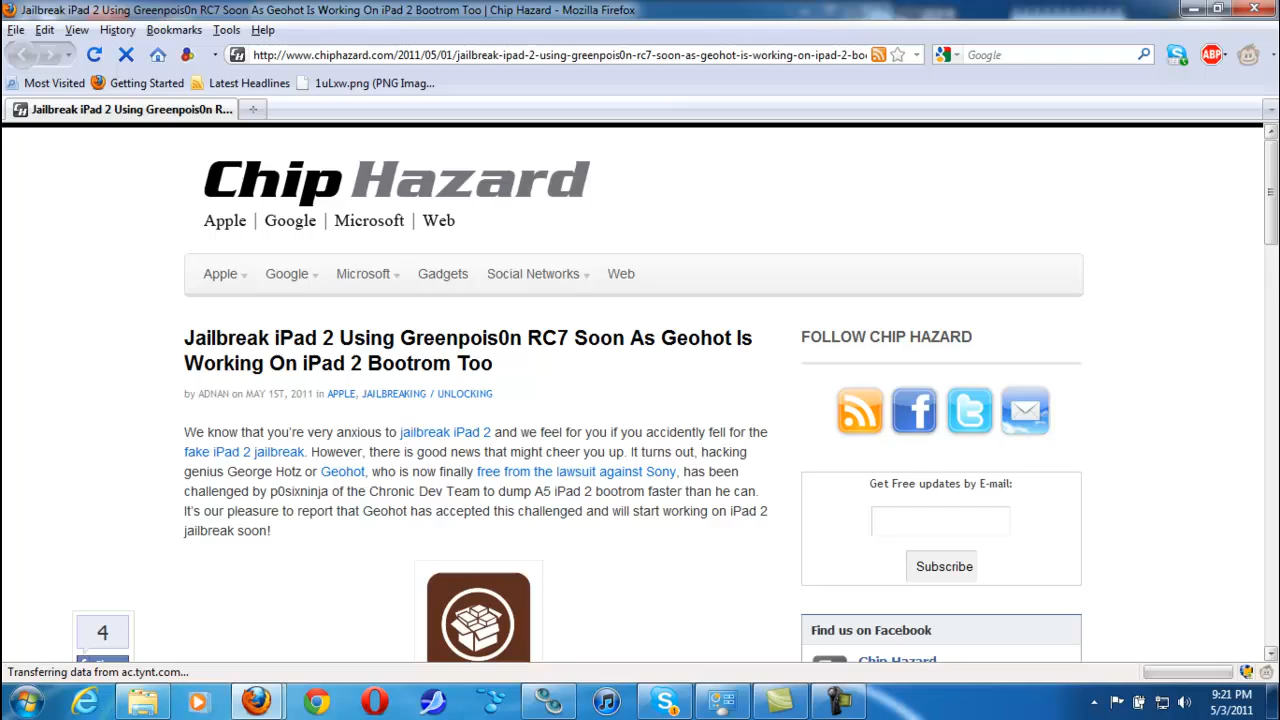 Jailbreak iPad 2 Using Greenpois0n RC7 Soon As Geohot Is Working On iPad 2 Bootrom Too | Chip Hazard - Mozilla Firefox
File Edit View History Bookmarks Tools Help
http://www.chiphazard.com/2011/05/01/jailbreak-ipad-2-using-greenpois0n-rc7-soon-as-geohot-is-working-on-ipad-2-bo
Google
ABP
Most Visited Getting Started Latest Headlines 1uLxw.png (PNG Imag...
Jailbreak iPad 2 Using Greenpois0n R...
Chip Hazard
Apple | Google | Microsoft | Web
Apple Google Microsoft Gadgets Social Networks Web
Jailbreak iPad 2 Using Greenpois0n RC7 Soon As Geohot Is
Working On iPad 2 Bootrom Too
by ADNAN on MAY 1ST, 2011 in APPLE, JAILBREAKING / UNLOCKING
We know that you're very anxious to jailbreak iPad 2 and we feel for you if you accidently fell for the
fake iPad 2 jailbreak. However, there is good news that might cheer you up. It turns out, hacking
genius George Hotz or Geohot, who is now finally free from the lawsuit against Sony, has been
challenged by p0sixninja of the Chronic Dev Team to dump A5 iPad 2 bootrom faster than he can.
It's our pleasure to report that Geohot has accepted this challenged and will start working on iPad 2
jailbreak soon!
4
FOLLOW CHIP HAZARD
Get Free updates by E-mail:
Subscribe
Find us on Facebook
Chip Hazard
Transferring data from ac.tynt.com...
9:21 PM
5/3/2011